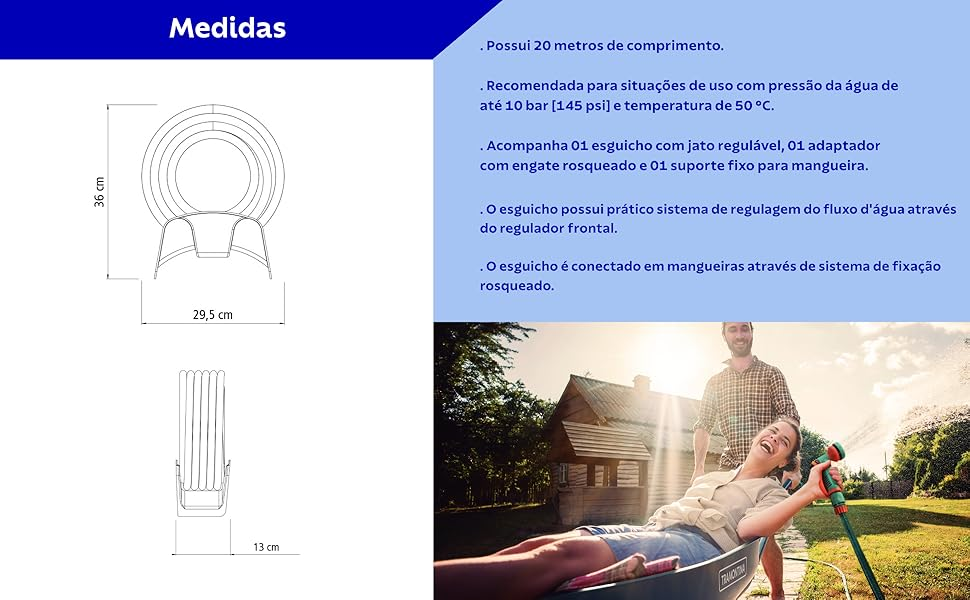 Medidas
36 cm
29,5 cm
13 cm
. Possui 20 metros de comprimento.
. Recomendada para situações de uso com pressão da água de
até 10 bar [145 psi] e temperatura de 50 °C.
. Acompanha 01 esguicho com jato regulável, 01 adaptador
com engate rosqueado e 01 suporte fixo para mangueira.
. O esguicho possui prático sistema de regulagem do fluxo d'água através
do regulador frontal.
. O esguicho é conectado em mangueiras através de sistema de fixação
rosqueado.
TRAMONTINA